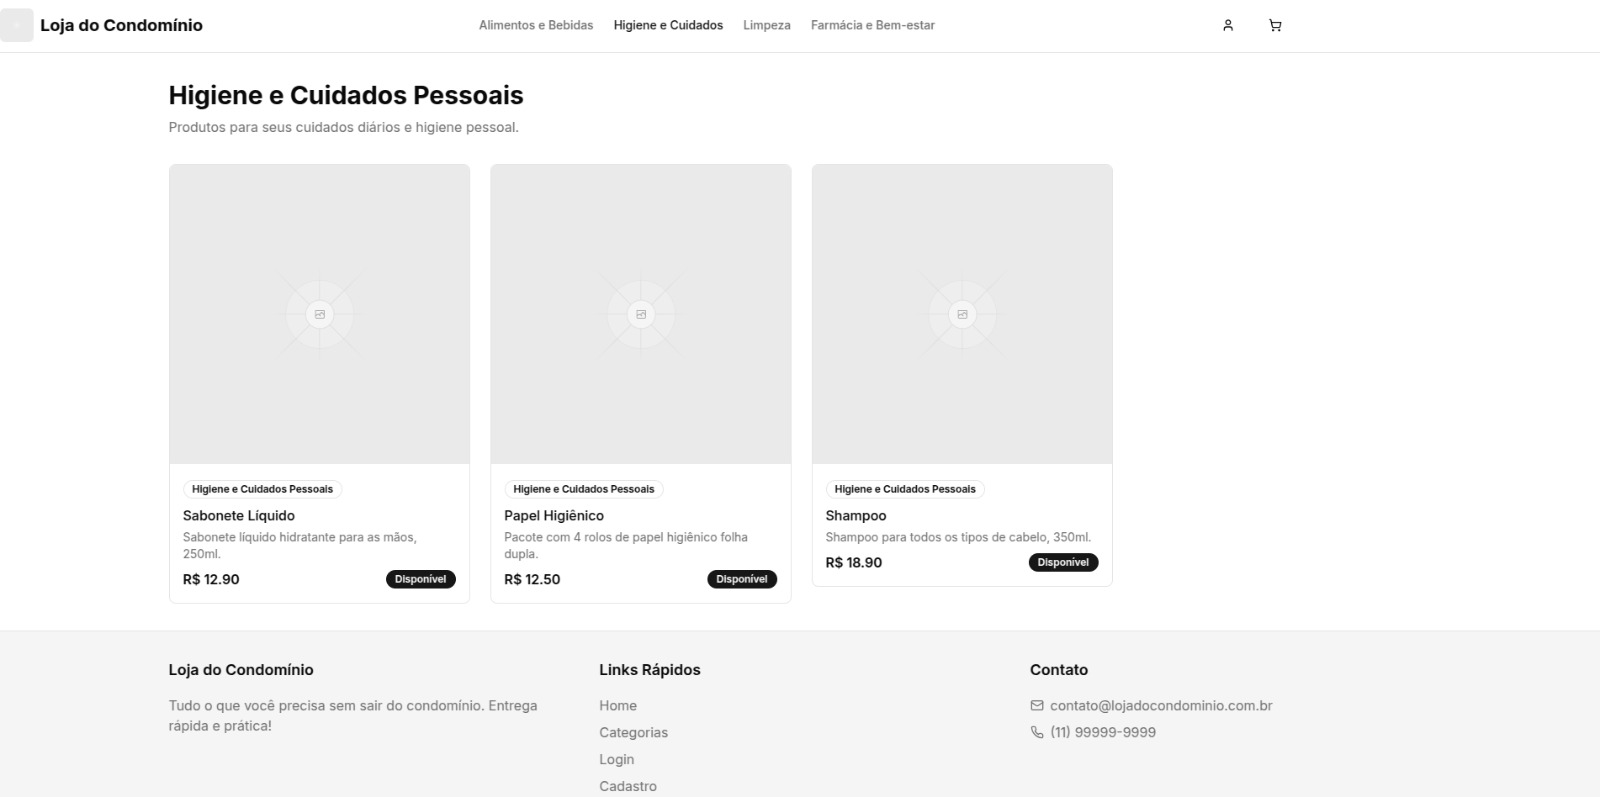 Loja do Condomínio
Alimentos e Bebidas
Higiene e Cuidados
Limpeza
Farmácia e Bem-estar
Higiene e Cuidados Pessoais
Produtos para seus cuidados diários e higiene pessoal.
Higiene e Cuidados Pessoais
Sabonete Líquido
Sabonete líquido hidratante para as mãos,
250ml.
R$ 12.90
Disponível
Higiene e Cuidados Pessoais
Papel Higiênico
Pacote com 4 rolos de papel higiênico folha
dupla.
R$ 12.50
Disponível
Higiene e Cuidados Pessoais
Shampoo
Shampoo para todos os tipos de cabelo, 350ml.
R$ 18.90
Disponível
Loja do Condomínio
Tudo o que você precisa sem sair do condomínio. Entrega
rápida e prática!
Links Rápidos
Home
Categorias
Login
Cadastro
Contato
contato@lojadocondominio.com.br
(11) 99999-9999